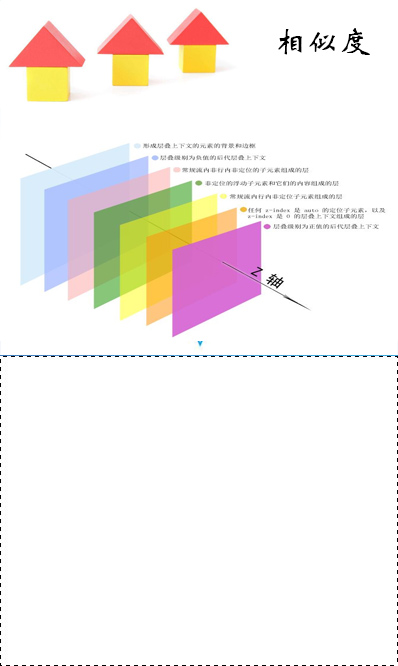 相似度
形成层叠上下文的元素的背景和边框
层叠级别为负值的后代层叠上下文
常规流内非行内非定位的子元素组成的层
非定位的浮动子元素和它们的内容组成的层
常规流内行内非定位子元素组成的层
任何 z-index 是 auto 的定位子元素，以及
z-index 是 0 的层叠上下文组成的层
层叠级别为正值的后代层叠上下文
Z 轴